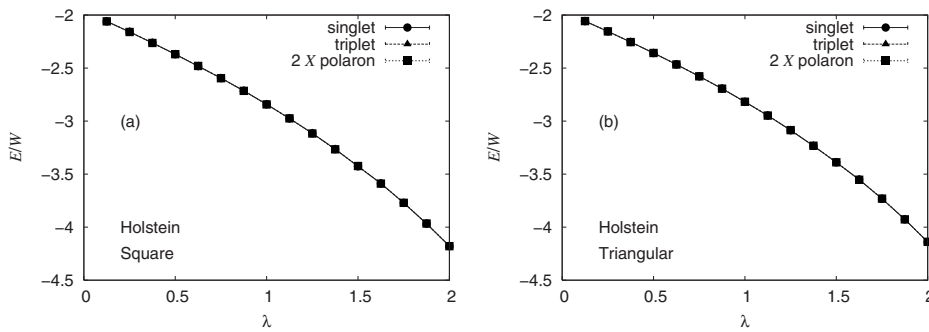 −2
−2.5
−3
−3.5
−4
−4.5
E/W
singlet
triplet
2 X polaron
(a)
Holstein
Square
0 0.5 1 1.5 2
λ
−2
−2.5
−3
−3.5
−4
−4.5
E/W
singlet
triplet
2 X polaron
(b)
Holstein
Triangular
0 0.5 1 1.5 2
λ